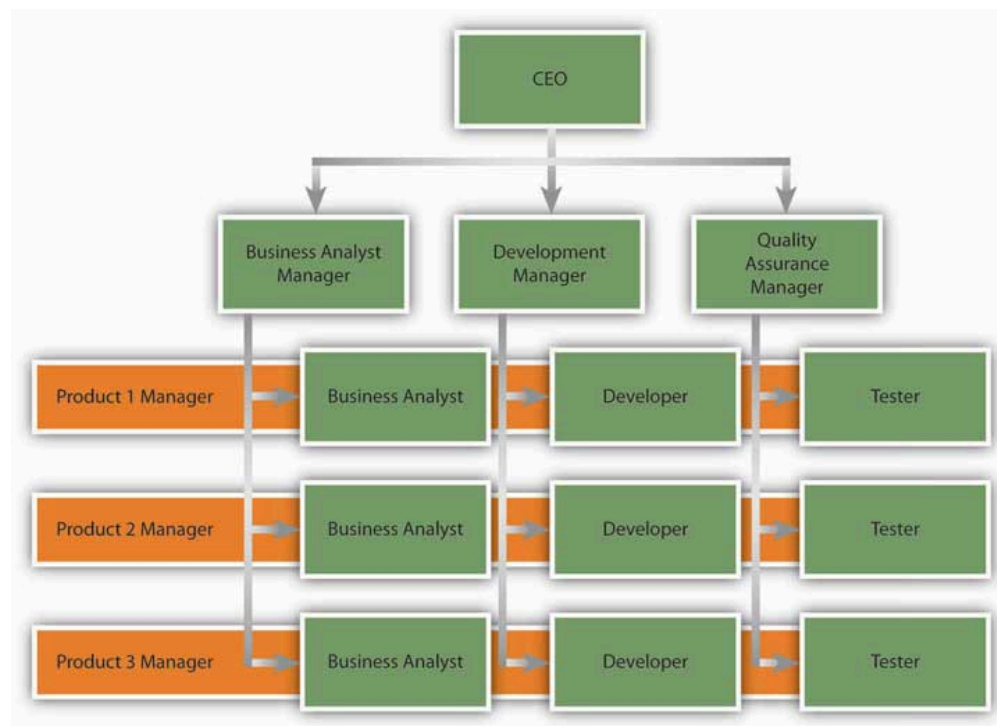 CEO
Business Analyst
Manager
Development
Manager
Quality
Assurance
Manager
Product 1 Manager
Business Analyst
Developer
Tester
Product 2 Manager
Business Analyst
Developer
Tester
Product 3 Manager
Business Analyst
Developer
Tester